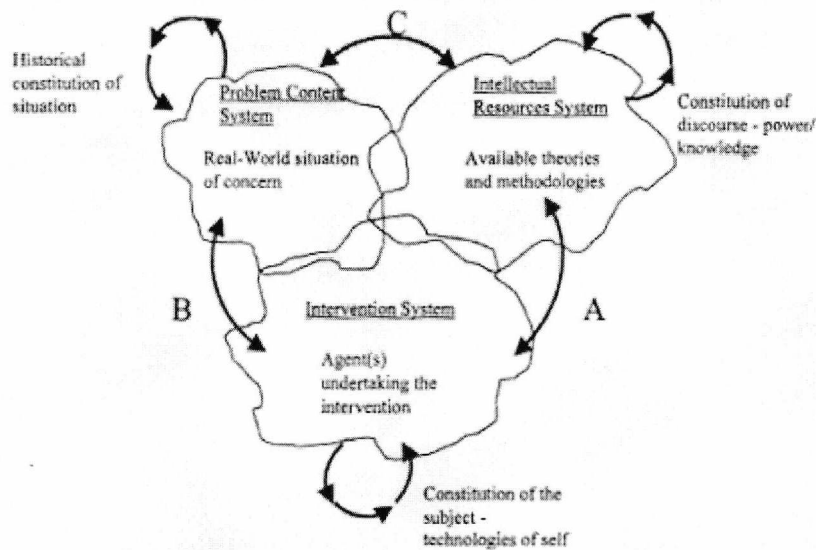 C
Historical
constitution of
situation
Problem Content
System
Real-World situation
of concern
Intellectual
Resources System
Available theories
and methodologies
Constitution of
discourse - power/
knowledge
B
A
Intervention System
Agent(s)
undertaking the
intervention
Constitution of the
subject -
technologies of self